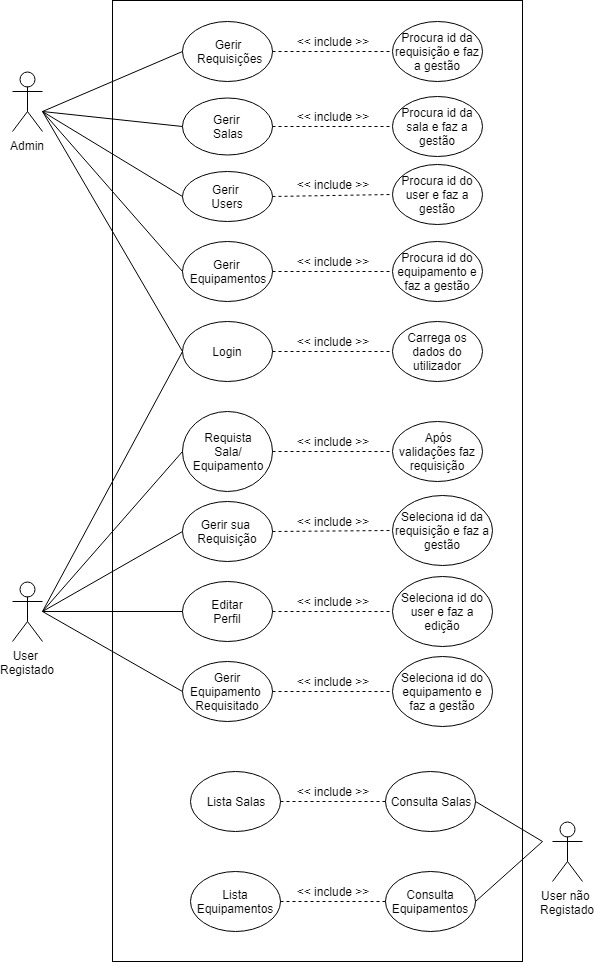 Gerir
Requisições
<< include >>
Procura id da
requisição e faz
a gestão
Admin
Gerir
Salas
<< include >>
Procura id da
sala e faz a
gestão
Gerir
Users
<< include >>
Procura id do
user e faz a
gestão
Gerir
Equipamentos
<< include >>
Procura id do
equipamento e
faz a gestão
Login
<< include >>
Carrega os
dados do
utilizador
Requista
Sala/
Equipamento
<< include >>
Após
validações faz
requisição
Gerir sua
Requisição
<< include >>
Seleciona id da
requisição e faz a
gestão
User
Registado
Editar
Perfil
<< include >>
Seleciona id do
user e faz a
edição
Gerir
Equipamento
Requisitado
<< include >>
Seleciona id do
equipamento e
faz a gestão
Lista Salas
<< include >>
Consulta Salas
Lista
Equipamentos
<< include >>
Consulta
Equipamentos
User não
Registado